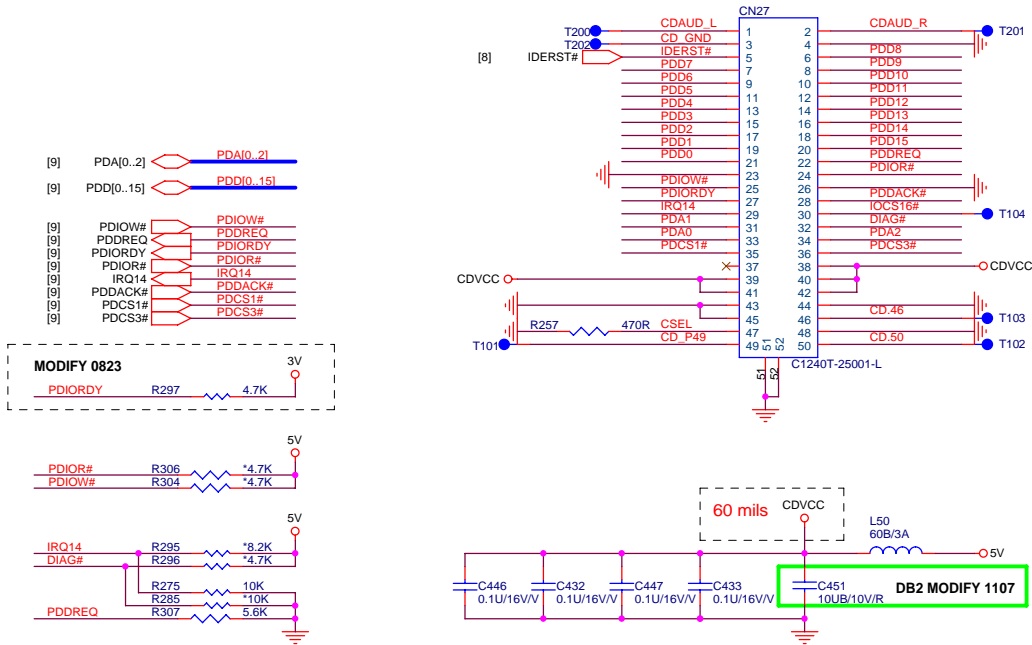 CN27
T200 CDAUD_L 1 2 CDAUD_R T201
T202 CD_GND 3 4
[8] IDERST# IDERST# 5 6 PDD8
PDD7 7 8 PDD9
PDD6 9 10 PDD10
PDD5 11 12 PDD11
PDD4 13 14 PDD12
PDD3 15 16 PDD13
PDD2 17 18 PDD14
PDD1 19 20 PDD15
PDD0 21 22 PDDREQ
23 24 PDIOR#
PDIOW# 25 26
PDIORDY 27 28 PDDACK#
IRQ14 29 30 IOCS16# T104
PDA1 31 32 DIAG#
PDA0 33 34 PDA2
PDCS1# 35 36 PDCS3#
37 38 CDVCC
CDVCC 39 40
41 42
43 44
45 46 CD.46 T103
R257 470R CSEL 47 48
T101 CD_P49 49 50 CD.50 T102
51 52
C1240T-25001-L
51 52
[9] PDA[0..2] PDA[0..2]
[9] PDD[0..15] PDD[0..15]
[9] PDIOW# PDIOW#
[9] PDDREQ PDDREQ
[9] PDIORDY PDIORDY
[9] PDIOR# PDIOR#
[9] IRQ14 IRQ14
[9] PDDACK# PDDACK#
[9] PDCS1# PDCS1#
[9] PDCS3# PDCS3#
MODIFY 0823
3V
PDIORDY R297 4.7K
5V
PDIOR# R306 *4.7K
PDIOW# R304 *4.7K
5V
IRQ14 R295 *8.2K
DIAG# R296 *4.7K
R275 10K
R285 *10K
PDDREQ R307 5.6K
60 mils CDVCC
L50
60B/3A
5V
C446
0.1U/16V/V
C432
0.1U/16V/V
C447
0.1U/16V/V
C433
0.1U/16V/V
C451
10UB/10V/R
DB2 MODIFY 1107